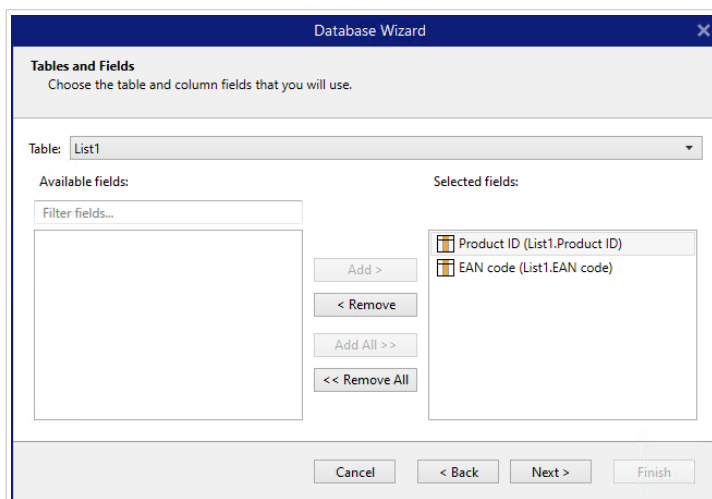 Database Wizard
Tables and Fields
Choose the table and column fields that you will use.
Table: List1
Available fields:
Selected fields:
Filter fields...
Product ID (List1.Product ID)
EAN code (List1.EAN code)
Add >
< Remove
Add All >>
<< Remove All
Cancel
< Back
Next >
Finish